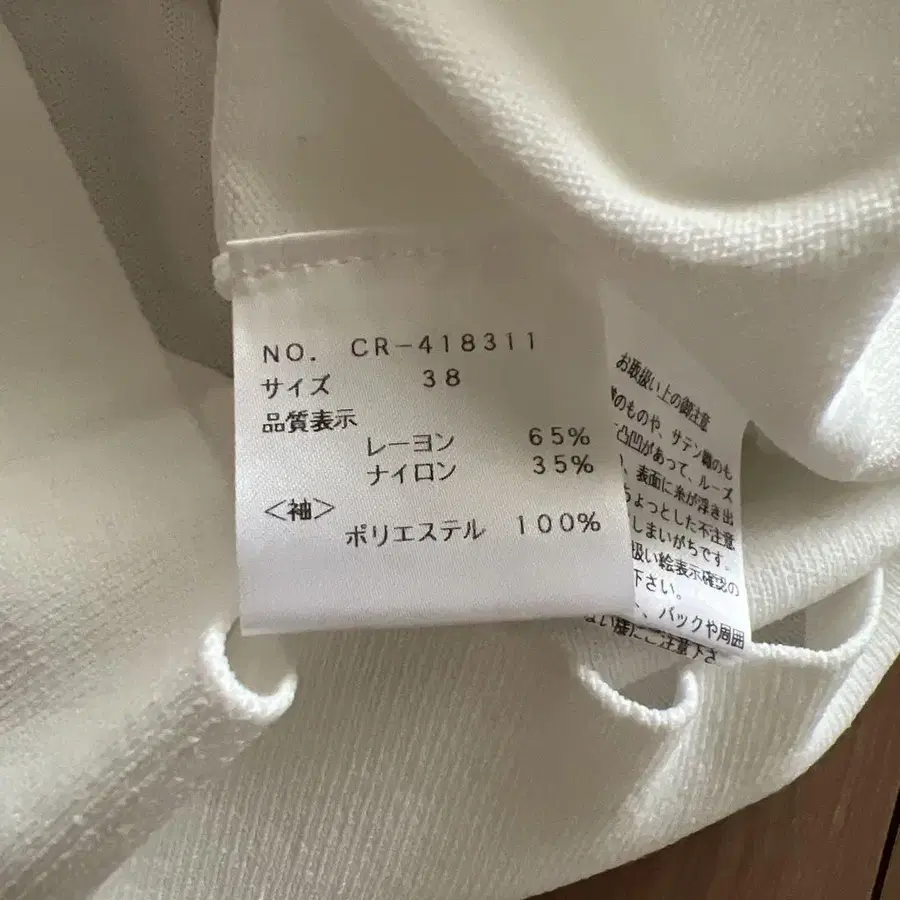 NO. CR-418311
サイズ 38
品質表示
レーヨン 65%
ナイロン 35%
<袖>
ポリエステル 100%
お取扱い上の御注意
のものや、サテン織のも
凸凹があって、ルーズ
、表面に糸が浮き出
ちょっとした不注意
しまいがちです。
扱い絵表示確認の
下さい。
、バックや周囲
ない様にご注意下さ